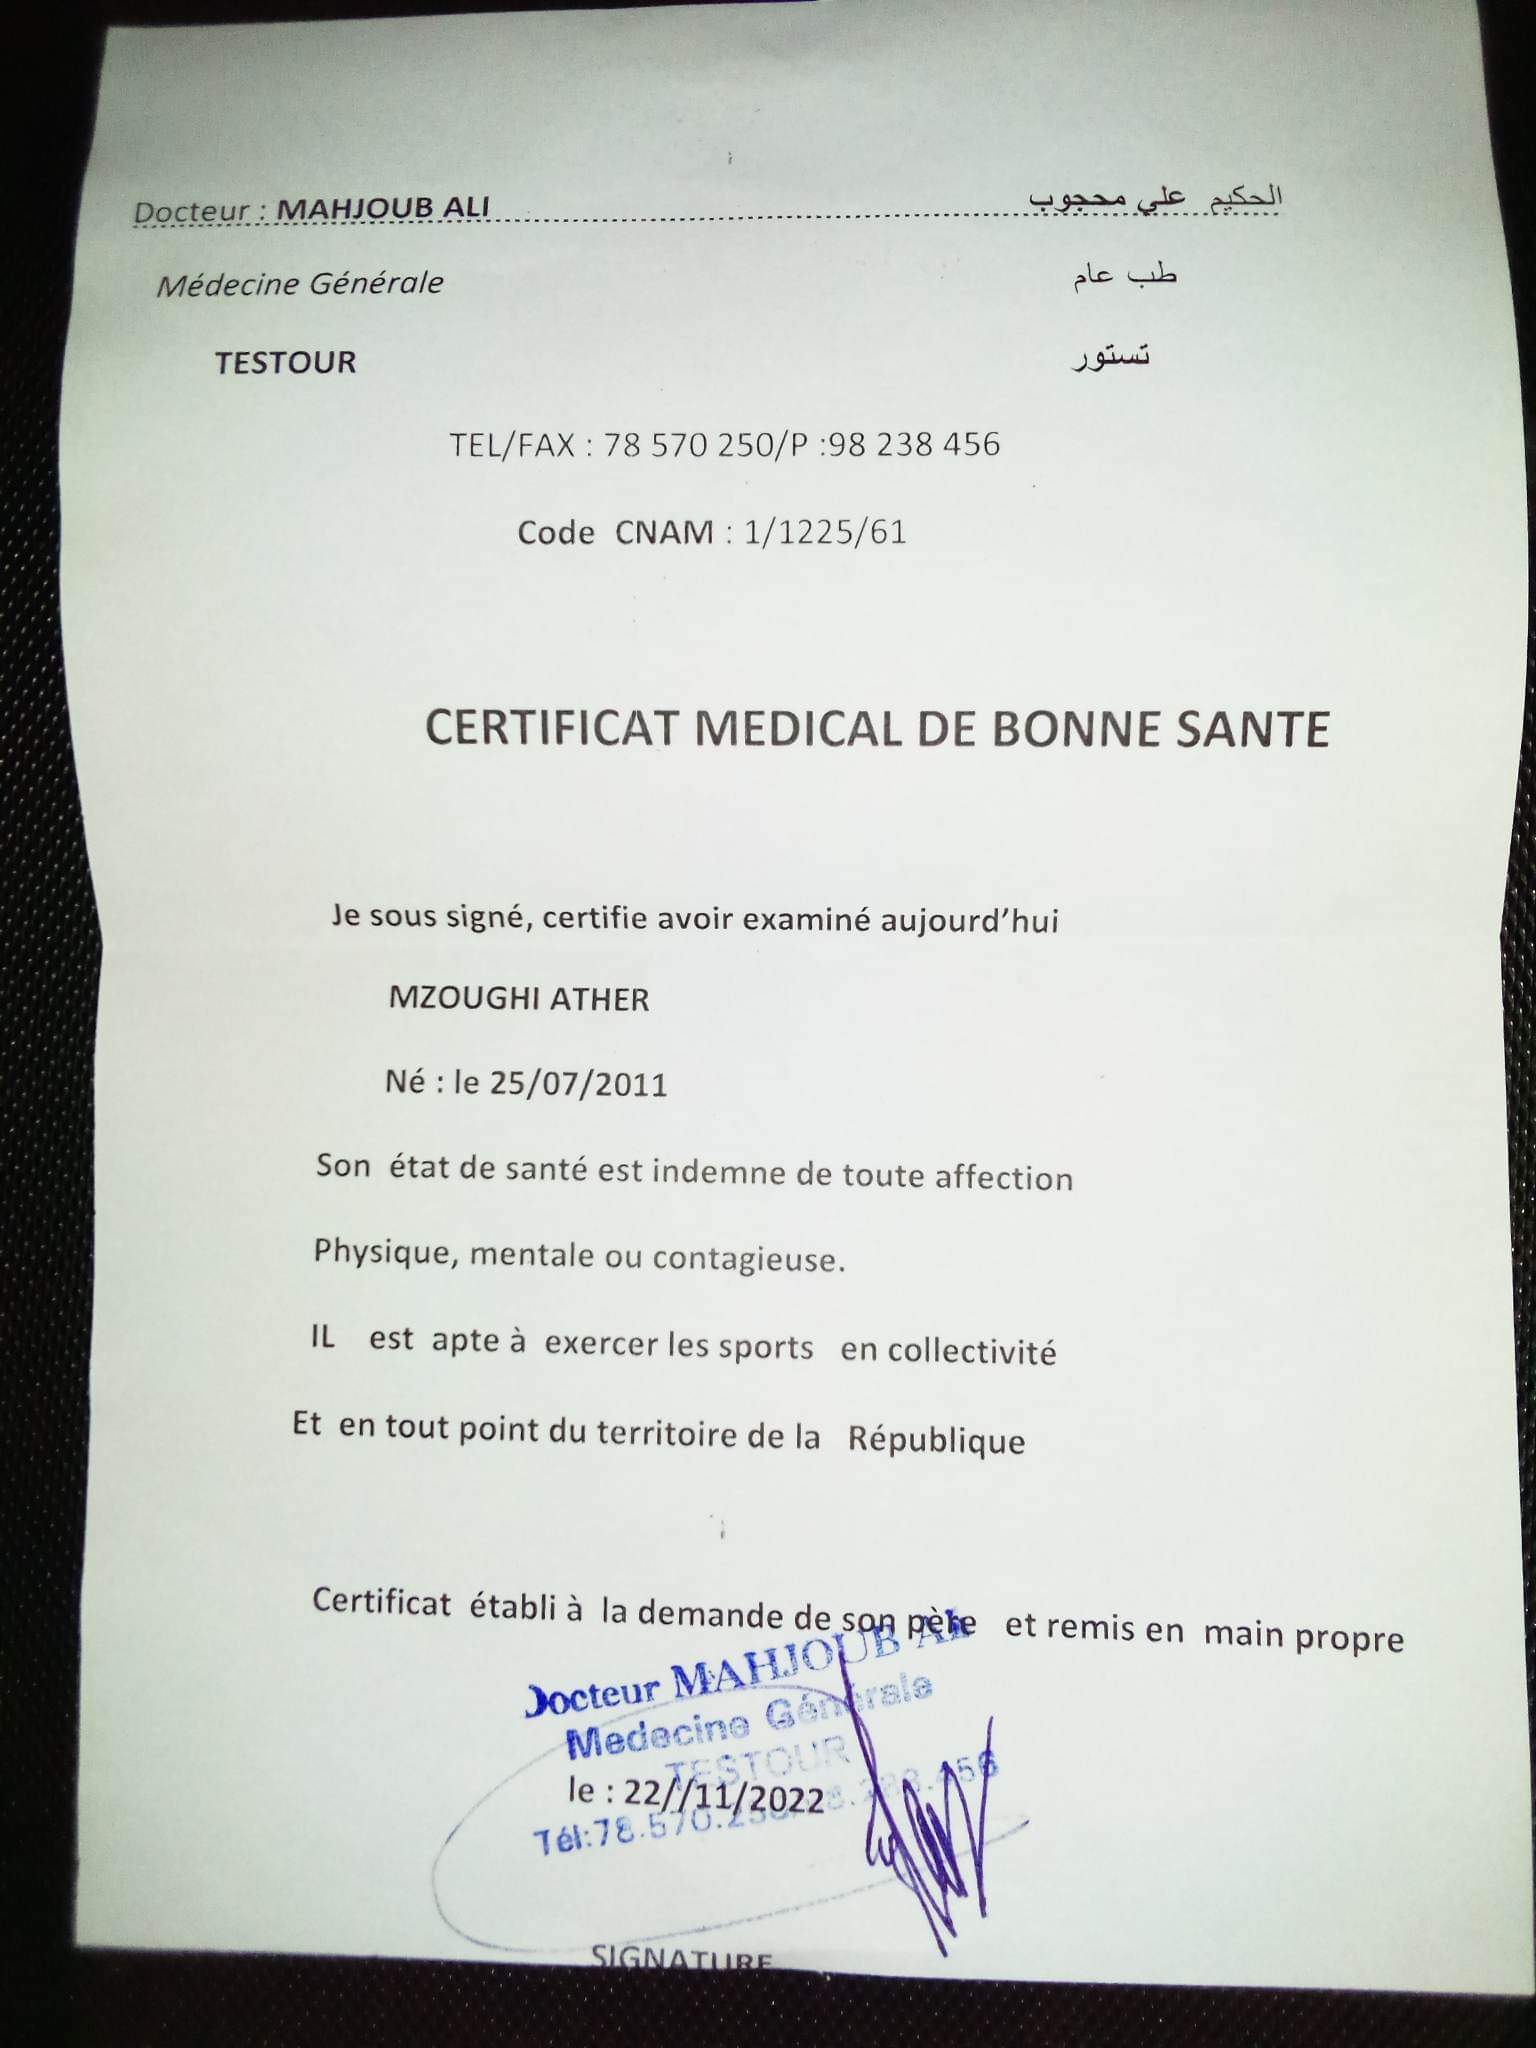 Docteur : MAHJOUB ALI الحكيم علي محجوب
Médecine Générale طب عام
TESTOUR تستور
TEL/FAX : 78 570 250/P :98 238 456
Code CNAM : 1/1225/61
CERTIFICAT MEDICAL DE BONNE SANTE
Je sous signé, certifie avoir examiné aujourd’hui
MZOUGHI ATHER
Né : le 25/07/2011
Son état de santé est indemne de toute affection
Physique, mentale ou contagieuse.
IL est apte à exercer les sports en collectivité
Et en tout point du territoire de la République
Certificat établi à la demande de son père et remis en main propre
Docteur MAHJOUB ALI
Medecine Générale
TESTOUR
le : 22//11/2022
Tél:78.570.250
SIGNATURE